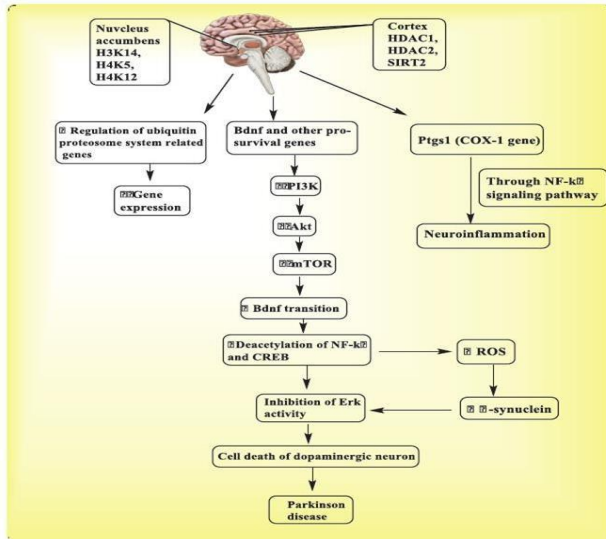 Nuvcleus
accumbens
H3K14,
H4K5,
H4K12
Cortex
HDAC1,
HDAC2,
SIRT2
⍰ Regulation of ubiquitin
proteosome system related
genes
Bdnf and other pro-
survival genes
Ptgs1 (COX-1 gene)
⍰⍰Gene
expression
⍰⍰PI3K
Through NF-k⍰
signaling pathway
⍰⍰Akt
Neuroinflammation
⍰⍰mTOR
⍰ Bdnf transition
⍰Deacetylation of NF-k⍰
and CREB
⍰ ROS
Inhibition of Erk
activity
⍰ ⍰-synuclein
Cell death of dopaminergic neuron
Parkinson
disease